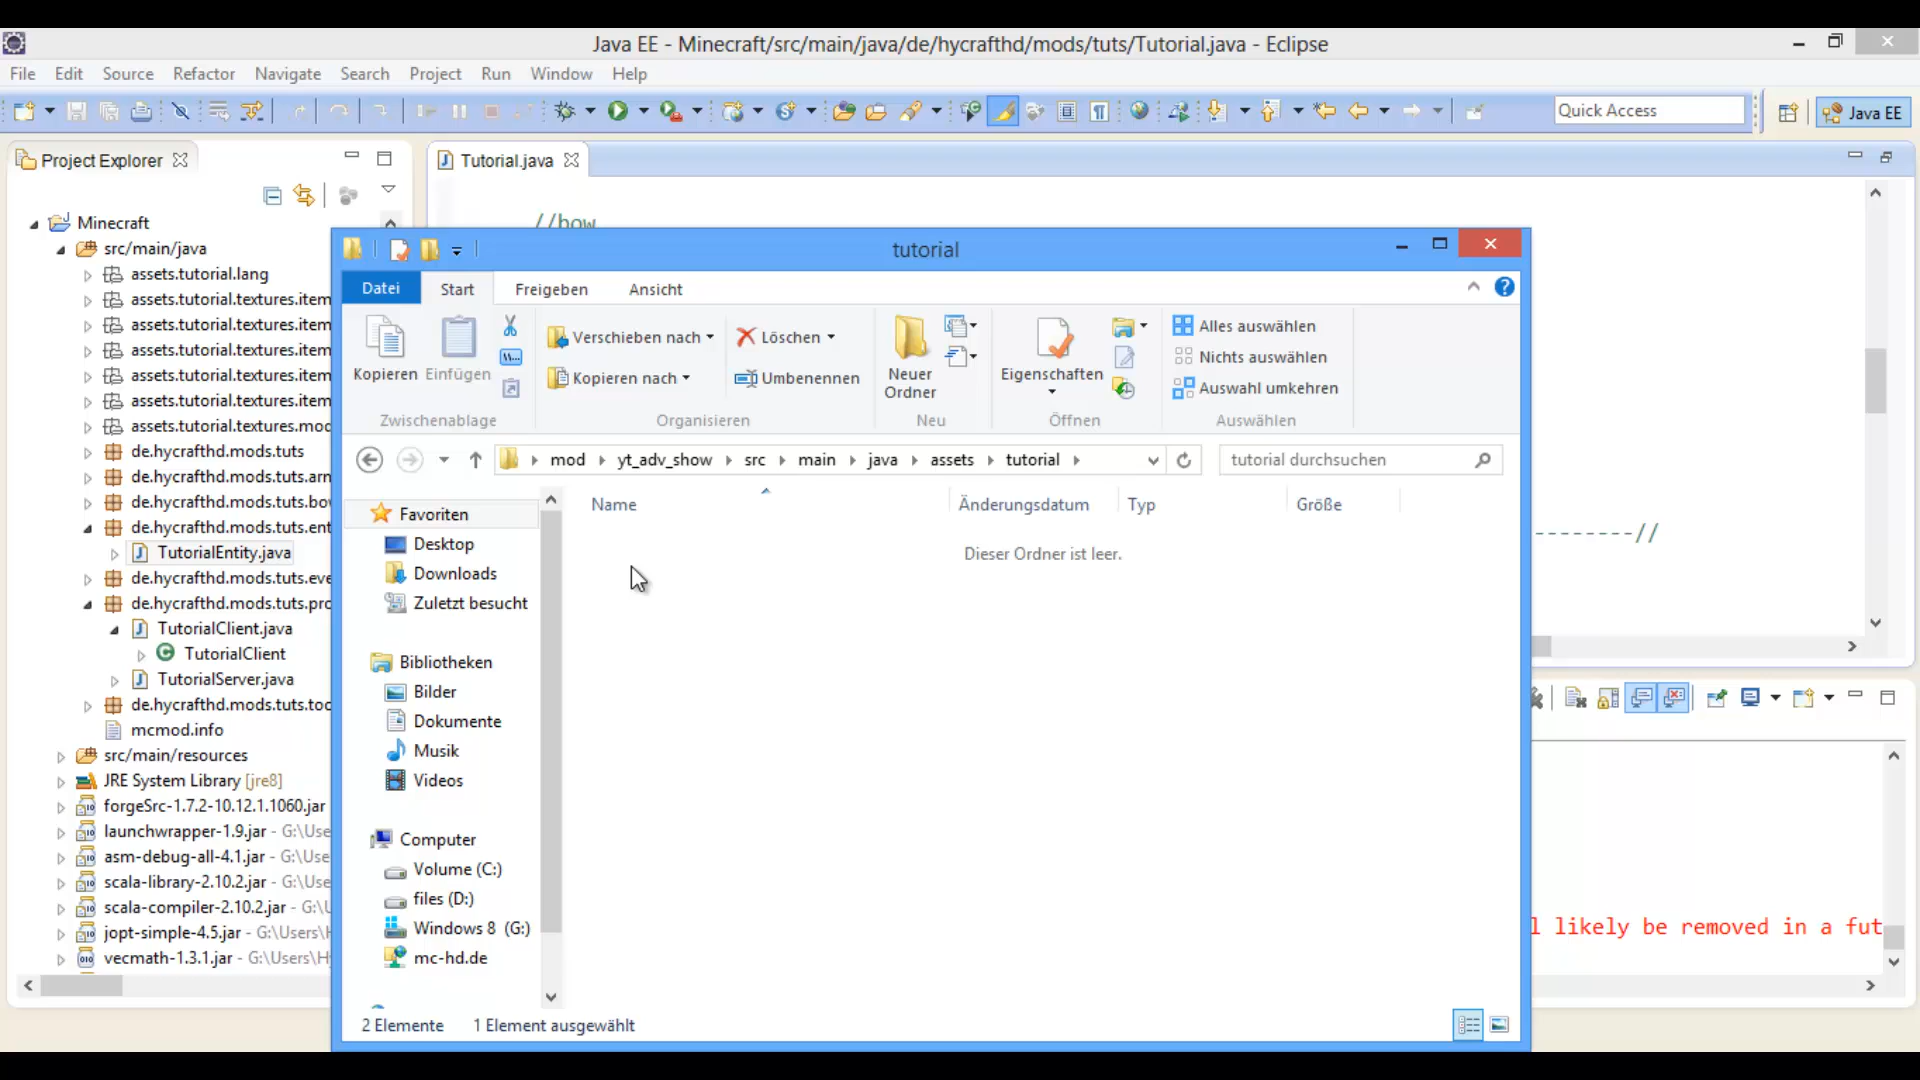 Java EE - Minecraft/src/main/java/de/hycrafthd/mods/tuts/Tutorial.java - Eclipse
File Edit Source Refactor Navigate Search Project Run Window Help
Quick Access
Java EE
Project Explorer
Tutorial.java
Minecraft
src/main/java
assets.tutorial.lang
assets.tutorial.textures.item
assets.tutorial.textures.item
assets.tutorial.textures.item
assets.tutorial.textures.item
assets.tutorial.textures.item
assets.tutorial.textures.mod
de.hycrafthd.mods.tuts
de.hycrafthd.mods.tuts.arn
de.hycrafthd.mods.tuts.bov
de.hycrafthd.mods.tuts.ent
TutorialEntity.java
de.hycrafthd.mods.tuts.eve
de.hycrafthd.mods.tuts.pro
TutorialClient.java
TutorialClient
TutorialServer.java
de.hycrafthd.mods.tuts.toc
mcmod.info
src/main/resources
JRE System Library [jre8]
forgeSrc-1.7.2-10.12.1.1060.jar
launchwrapper-1.9.jar - G:\Use
asm-debug-all-4.1.jar - G:\Use
scala-library-2.10.2.jar - G:\Use
scala-compiler-2.10.2.jar - G:\U
jopt-simple-4.5.jar - G:\Users\H
vecmath-1.3.1.jar - G:\Users\H
//bow
--------//
l likely be removed in a fut
tutorial
Datei Start Freigeben Ansicht
Kopieren
Einfügen
Zwischenablage
Verschieben nach
Kopieren nach
Löschen
Umbenennen
Organisieren
Neuer
Ordner
Neu
Eigenschaften
Öffnen
Alles auswählen
Nichts auswählen
Auswahl umkehren
Auswählen
mod yt_adv_show src main java assets tutorial
tutorial durchsuchen
Name Änderungsdatum Typ Größe
Dieser Ordner ist leer.
Favoriten
Desktop
Downloads
Zuletzt besucht
Bibliotheken
Bilder
Dokumente
Musik
Videos
Computer
Volume (C:)
files (D:)
Windows 8 (G:)
mc-hd.de
2 Elemente 1 Element ausgewählt